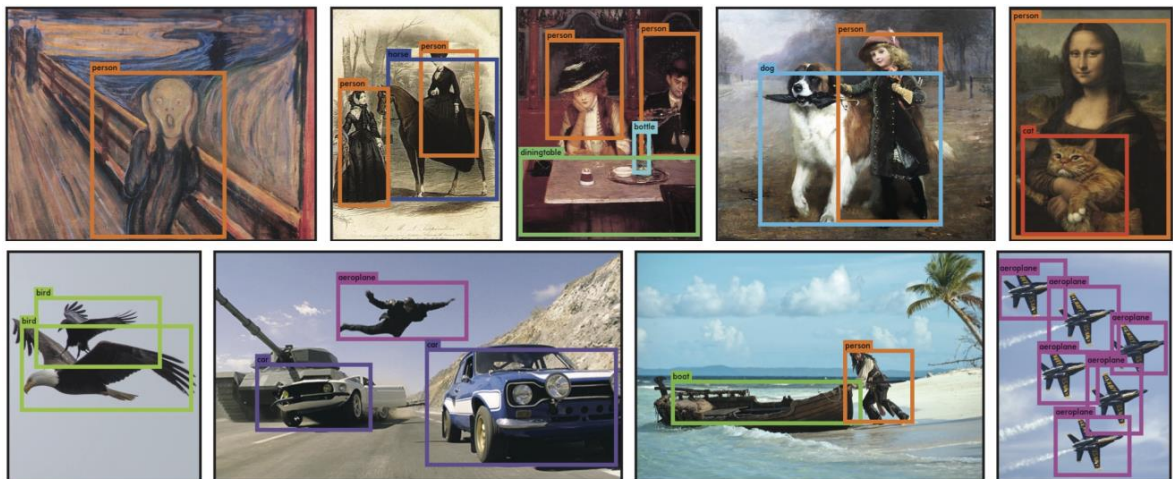 person
person
horse
person
person
person
bottle
diningtable
person
dog
person
cat
bird
bird
aeroplane
car
car
person
boat
aeroplane
aeroplane
aeroplane
aeroplane
aeroplane
aeroplane